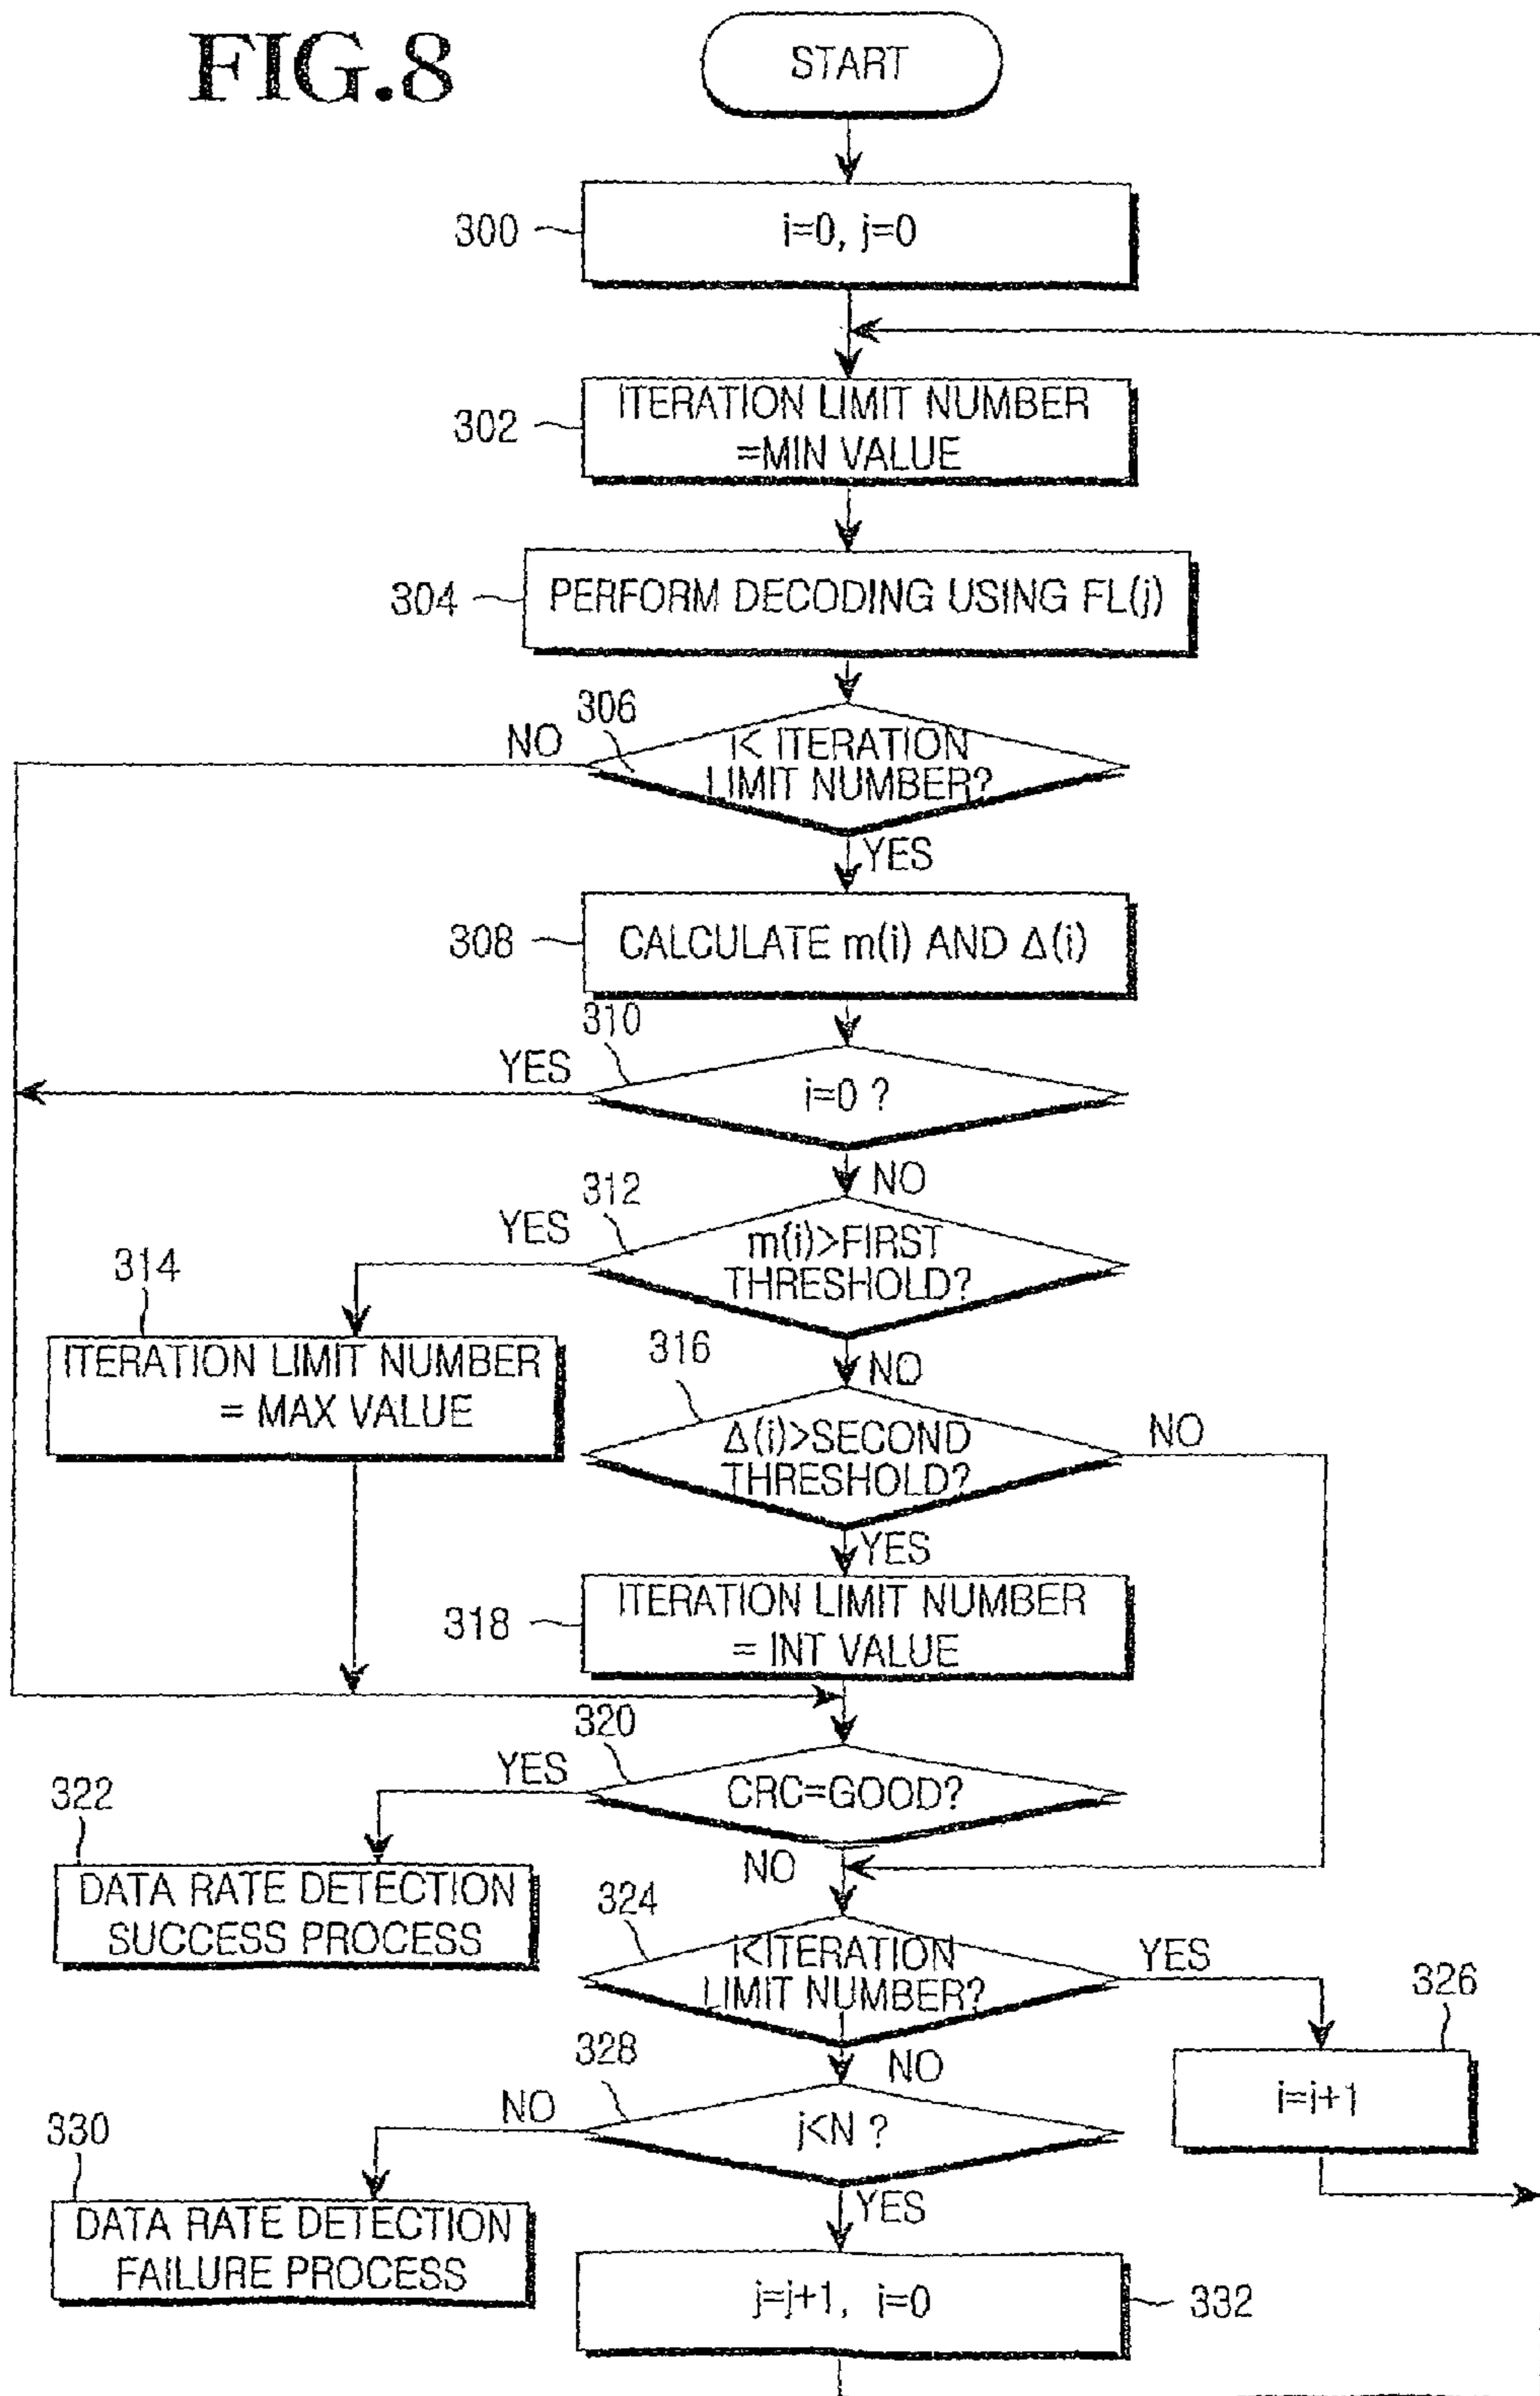 FIG.8
START
300
i=0, j=0
302
ITERATION LIMIT NUMBER
=MIN VALUE
304
PERFORM DECODING USING FL(j)
306
NO
i< ITERATION
LIMIT NUMBER?
YES
308
CALCULATE m(i) AND Δ(i)
310
YES
i=0 ?
NO
312
YES
m(i)>FIRST
THRESHOLD?
314
ITERATION LIMIT NUMBER
= MAX VALUE
NO
316
Δ(i)>SECOND
THRESHOLD?
NO
YES
318
ITERATION LIMIT NUMBER
= INT VALUE
320
YES
CRC=GOOD?
322
DATA RATE DETECTION
SUCCESS PROCESS
NO
324
i<ITERATION
LIMIT NUMBER?
YES
326
i=i+1
NO
328
NO
j<N ?
330
DATA RATE DETECTION
FAILURE PROCESS
YES
j=j+1, i=0
332